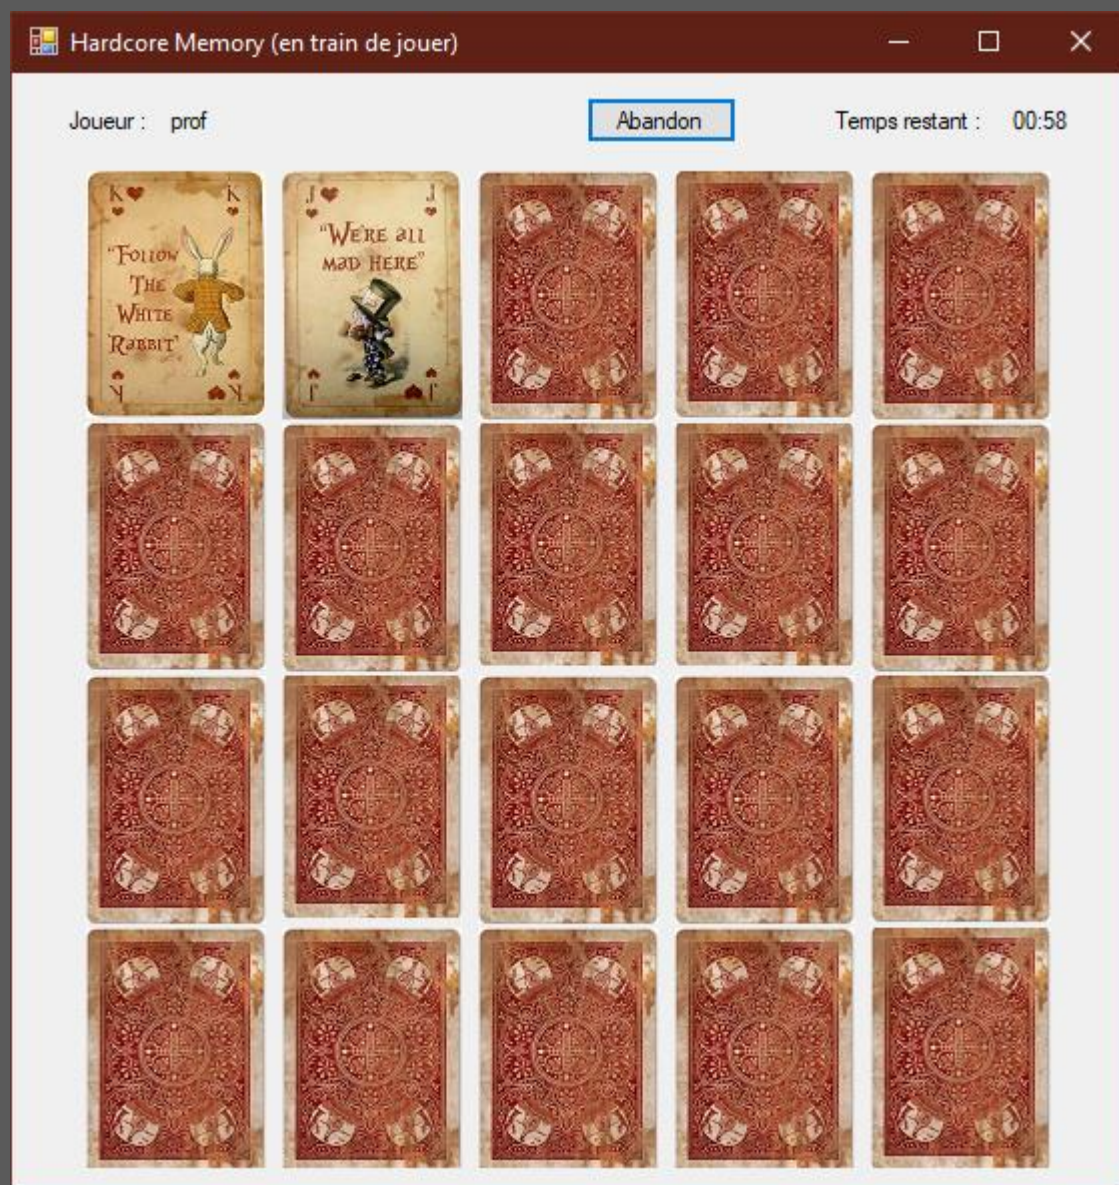 Hardcore Memory (en train de jouer)
Joueur : prof Abandon Temps restant : 00:58
K K
"Follow
The
White
Rabbit"
K K
J J
"We're all
mad here"
J J